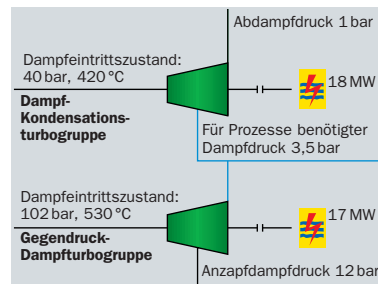 Abdampfdruck 1 bar
Dampfeintrittszustand:
40 bar, 420 °C
18 MW
Dampf-
Kondensations-
turbogruppe
Für Prozesse benötigter
Dampfdruck 3,5 bar
Dampfeintrittszustand:
102 bar, 530 °C
17 MW
Gegendruck-
Dampfturbogruppe
Anzapfdampfdruck 12 bar